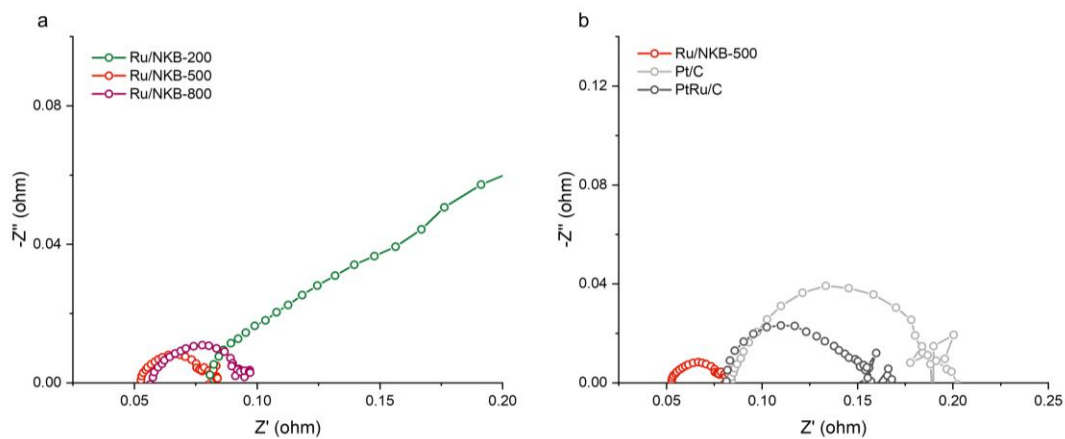 a
Ru/NKB-200
Ru/NKB-500
Ru/NKB-800
0.08
0.04
0.00
-Z" (ohm)
0.05
0.10
0.15
0.20
Z' (ohm)
b
Ru/NKB-500
Pt/C
PtRu/C
0.12
0.08
0.04
0.00
-Z" (ohm)
0.05
0.10
0.15
0.20
0.25
Z' (ohm)